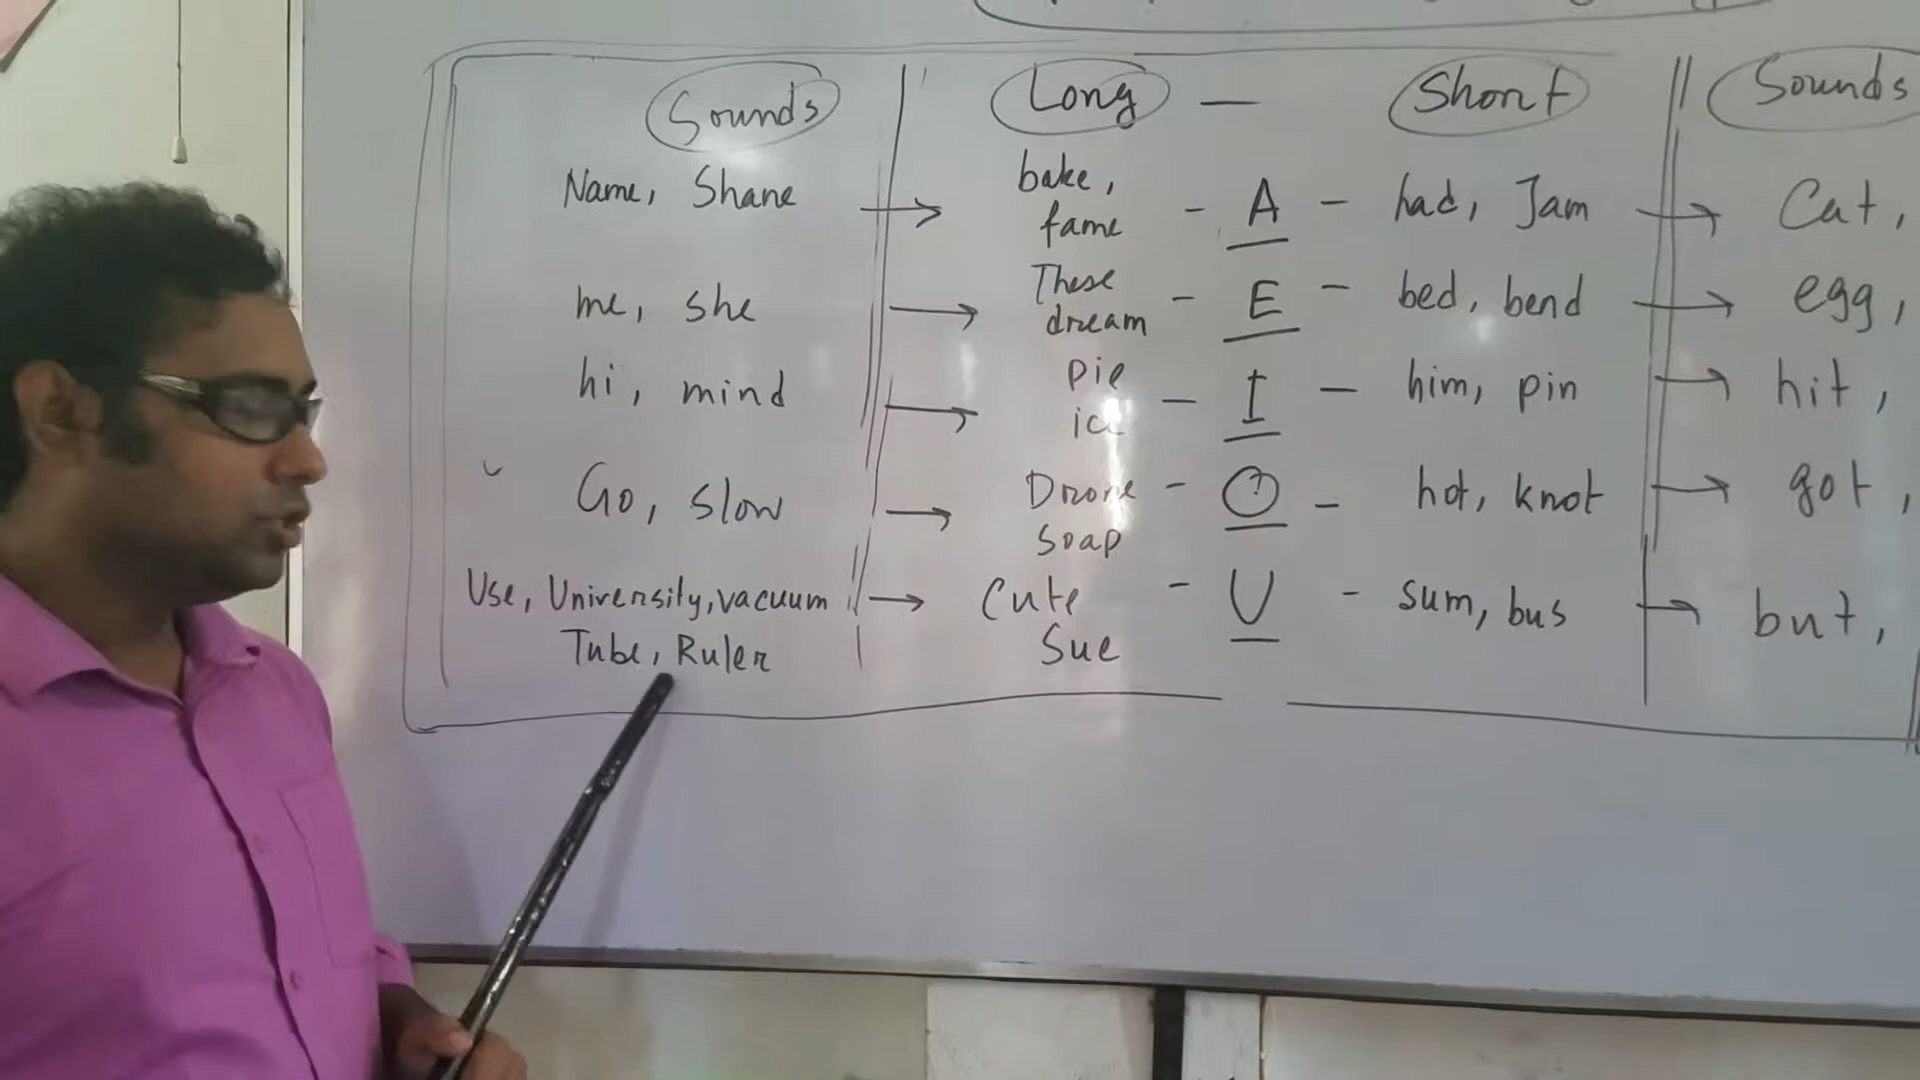 Sounds Long — Short Sounds
Name, Shane → bake, fame - A - had, Jam → Cat,
me, she → These dream - E - bed, bend → egg,
hi, mind → pie ice - I - him, pin → hit,
Go, slow → Drone soap - O - hot, knot → got,
Use, University, vacuum → Cute - U - sum, bus → but,
Tube, Ruler Sue